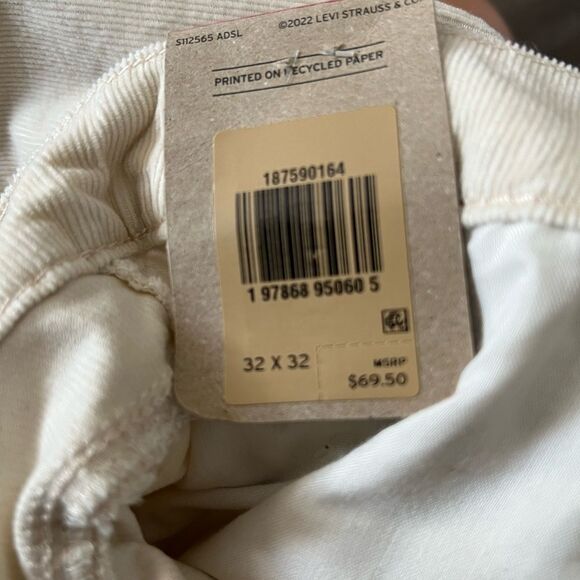 S112565 ADSL
©2022 LEVI STRAUSS & CO
PRINTED ON RECYCLED PAPER
187590164
1 97868 95060 5
32 X 32
MSRP
$69.50